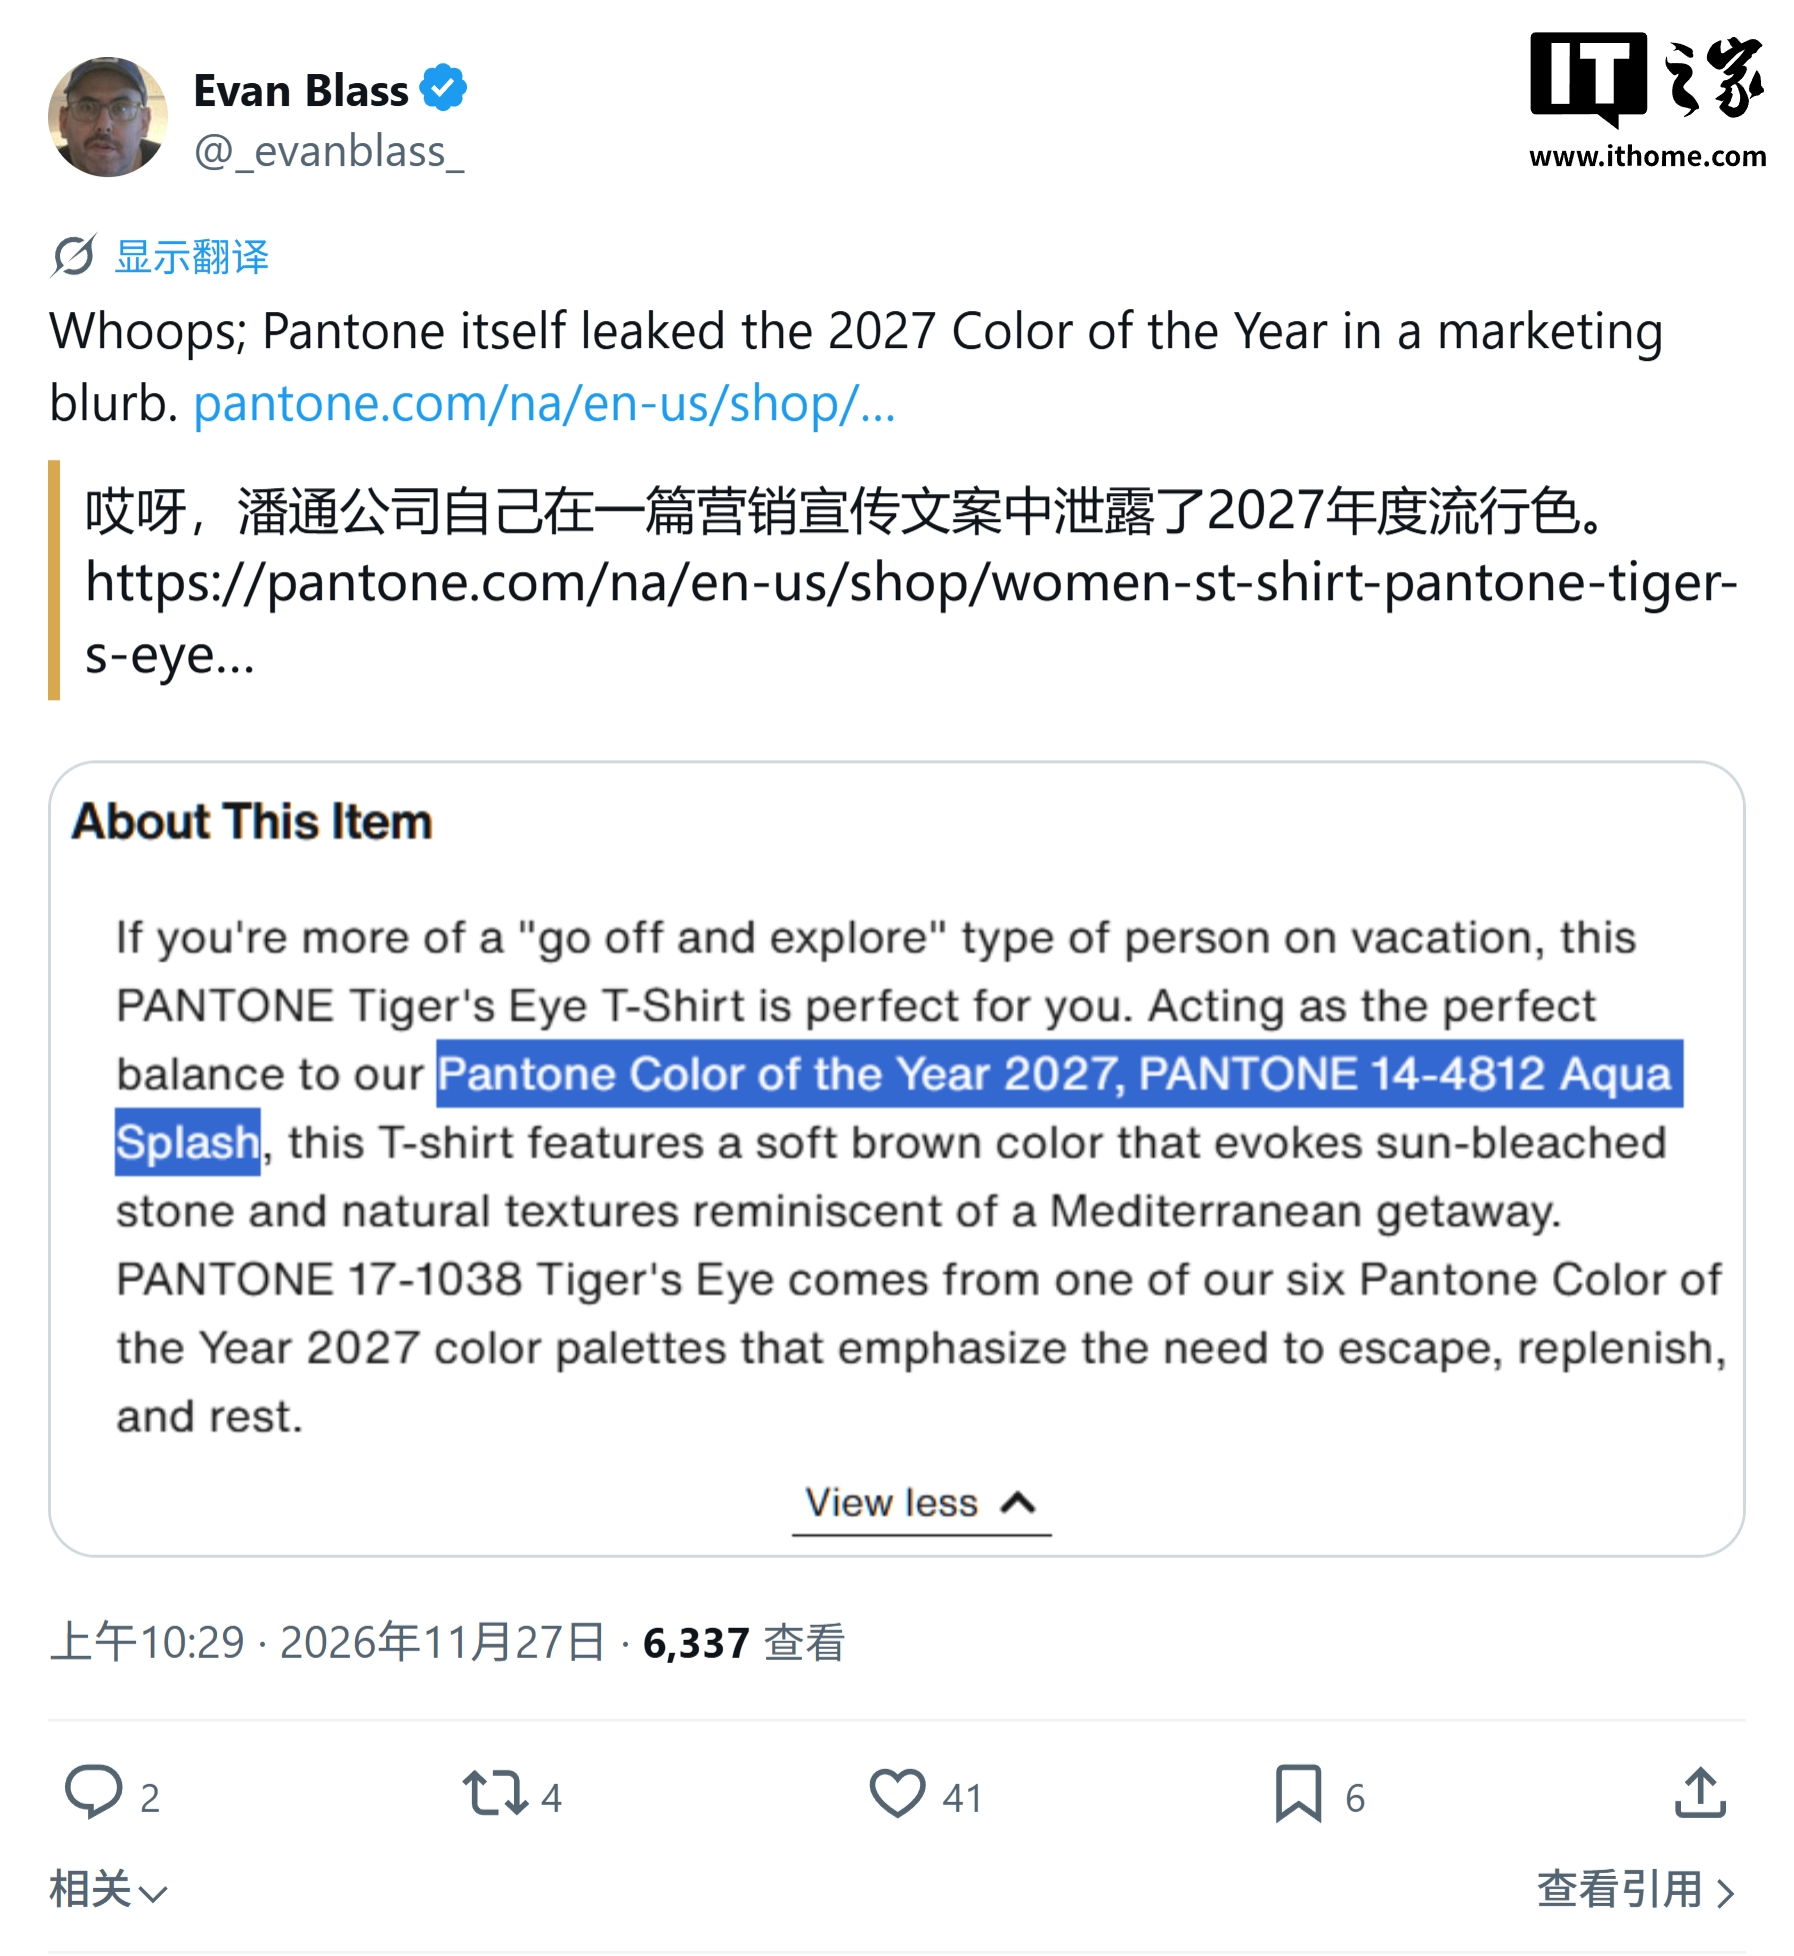 Evan Blass
@_evanblass_
IT之家
www.ithome.com
显示翻译
Whoops; Pantone itself leaked the 2027 Color of the Year in a marketing
blurb. pantone.com/na/en-us/shop/...
哎呀，潘通公司自己在一篇营销宣传文案中泄露了2027年度流行色。
https://pantone.com/na/en-us/shop/women-st-shirt-pantone-tiger-
s-eye...
About This Item
If you're more of a "go off and explore" type of person on vacation, this
PANTONE Tiger's Eye T-Shirt is perfect for you. Acting as the perfect
balance to our Pantone Color of the Year 2027, PANTONE 14-4812 Aqua
Splash, this T-shirt features a soft brown color that evokes sun-bleached
stone and natural textures reminiscent of a Mediterranean getaway.
PANTONE 17-1038 Tiger's Eye comes from one of our six Pantone Color of
the Year 2027 color palettes that emphasize the need to escape, replenish,
and rest.
View less
上午10:29 · 2026年11月27日 · 6,337 查看
2 4 41 6
相关 查看引用